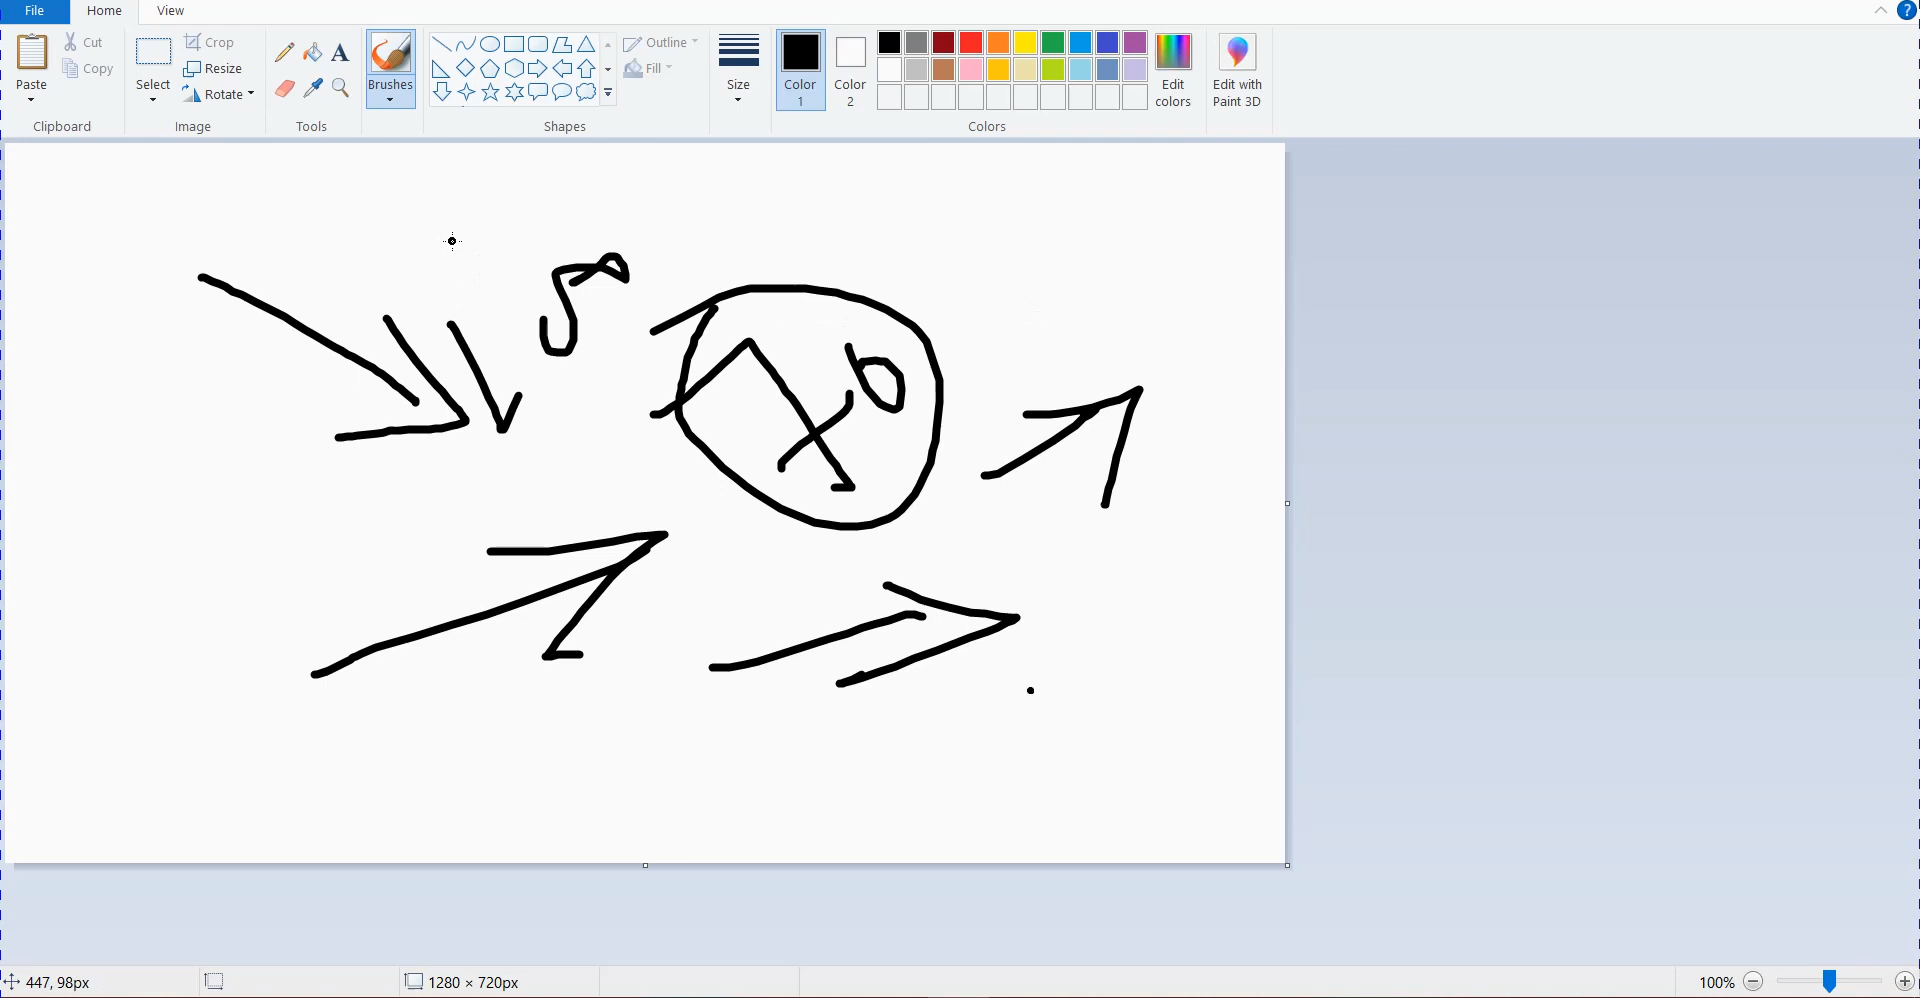 File Home View
Paste Cut Copy Select Crop Resize Rotate Brushes Outline Fill Size Color 1 Color 2 Edit colors Edit with Paint 3D
Clipboard Image Tools Shapes Colors
447, 98px 1280 × 720px 100%